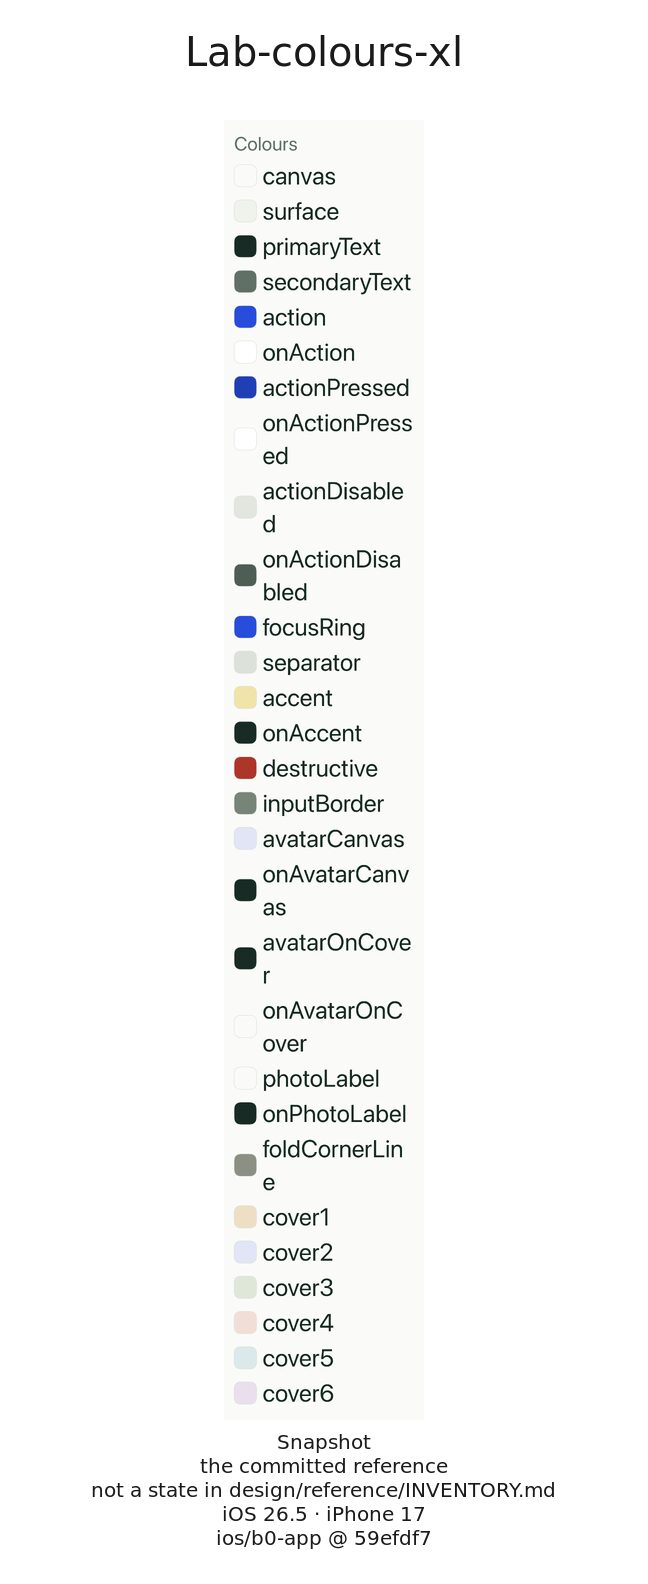 Lab-colours-xl
Colours
canvas
surface
primaryText
secondaryText
action
onAction
actionPressed
onActionPress
ed
actionDisable
d
onActionDisa
bled
focusRing
separator
accent
onAccent
destructive
inputBorder
avatarCanvas
onAvatarCanv
as
avatarOnCove
r
onAvatarOnC
over
photoLabel
onPhotoLabel
foldCornerLin
e
cover1
cover2
cover3
cover4
cover5
cover6
Snapshot
the committed reference
not a state in design/reference/INVENTORY.md
iOS 26.5 · iPhone 17
ios/b0-app @ 59efdf7